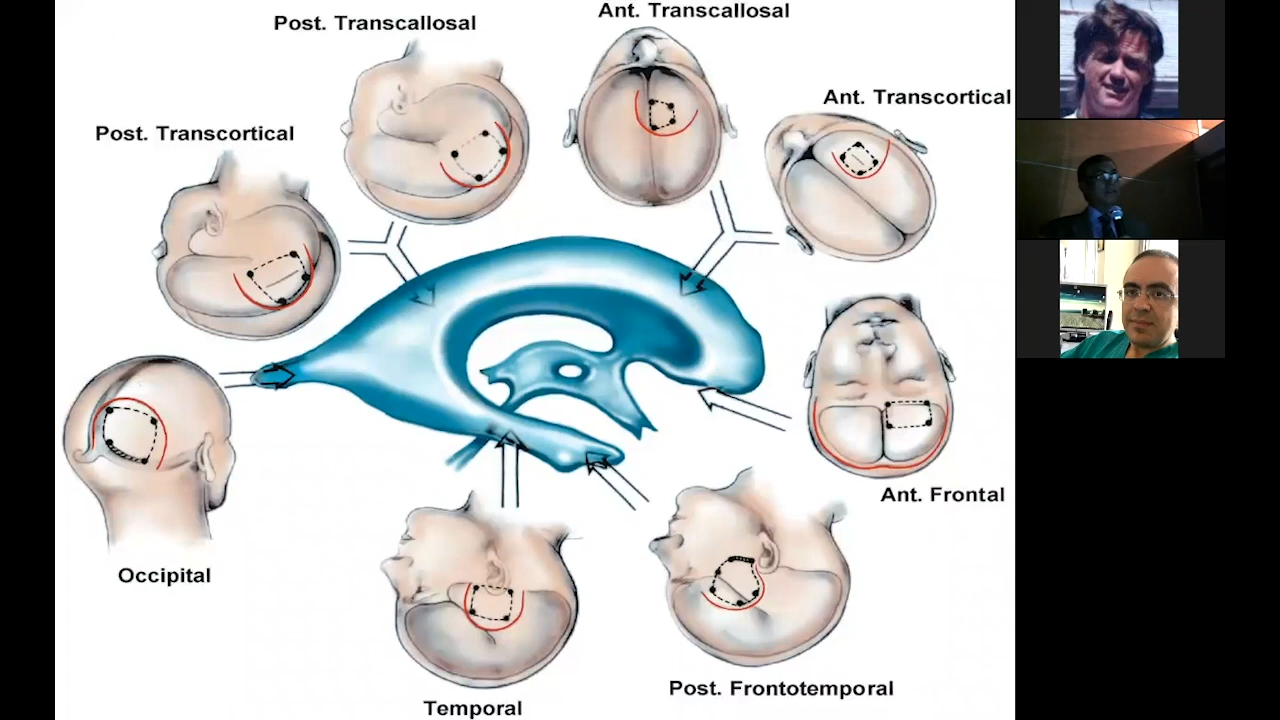 Ant. Transcallosal
Post. Transcallosal
Ant. Transcortical
Post. Transcortical
Ant. Frontal
Occipital
Post. Frontotemporal
Temporal